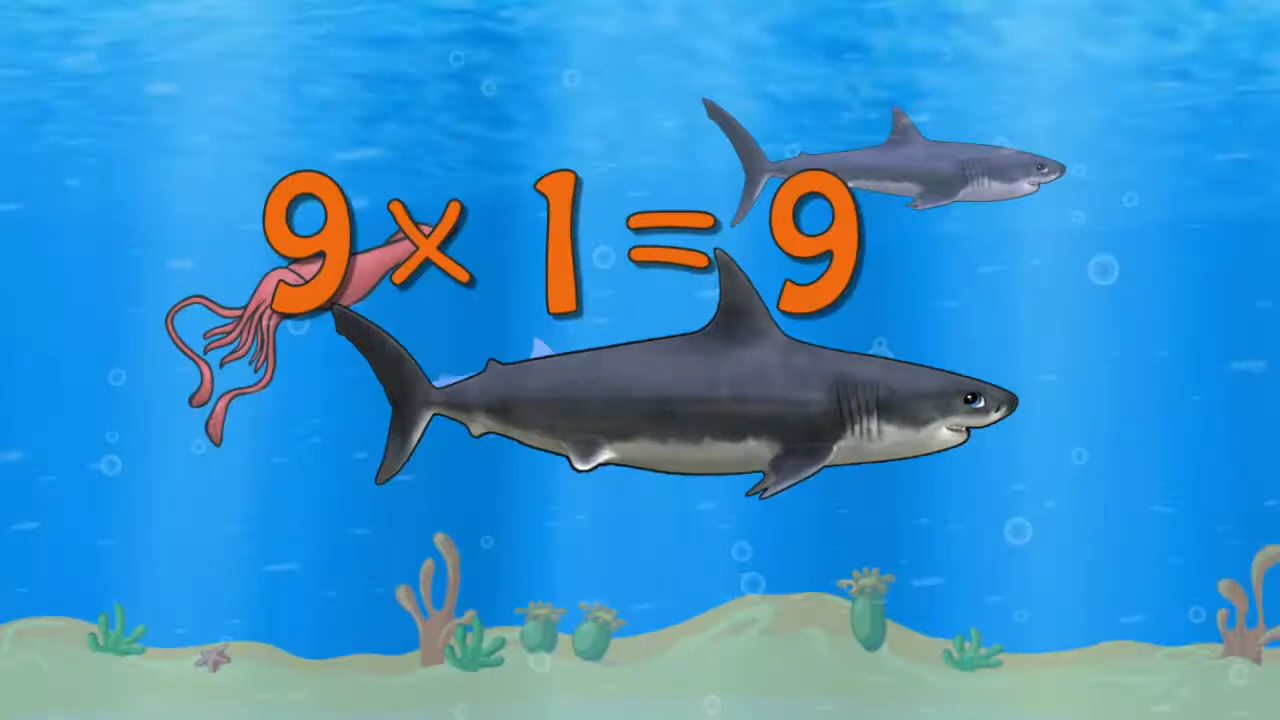 9 × 1 = 9